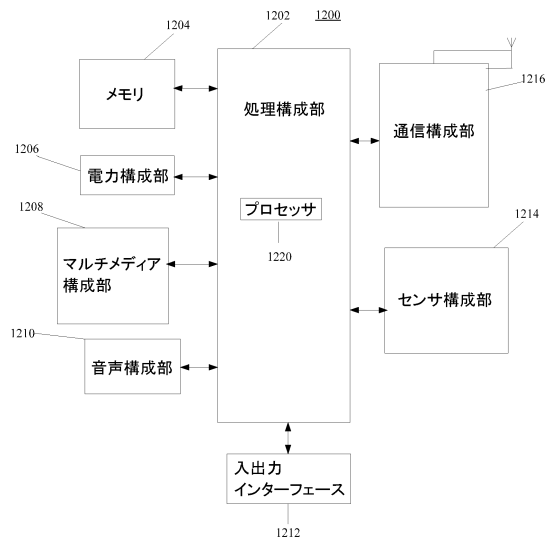 1204
1202
1200
メモリ
処理構成部
1216
通信構成部
1206
電力構成部
1208
プロセッサ
1220
1214
マルチメディア
構成部
センサ構成部
1210
音声構成部
入出力
インターフェース
1212